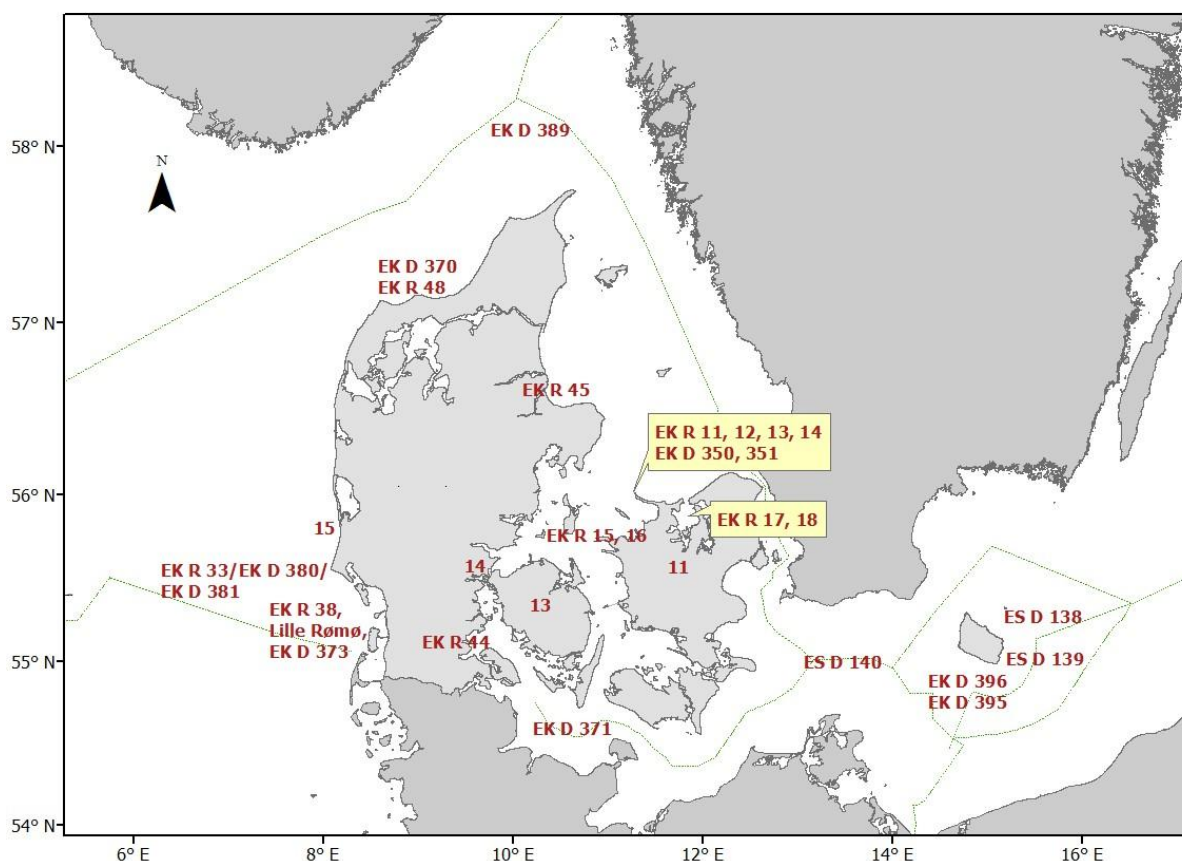 58° N
EK D 389
N
EK D 370
EK R 48
57° N
EK R 45
EK R 11, 12, 13, 14
EK D 350, 351
56° N
EK R 17, 18
15
EK R 15, 16
14
11
EK R 33/EK D 380/
EK D 381
13
EK R 38,
Lille Rømø,
EK D 373
EK R 44
ES D 138
55° N
ES D 140
ES D 139
EK D 396
EK D 395
EK D 371
54° N
6° E
8° E
10° E
12° E
14° E
16° E